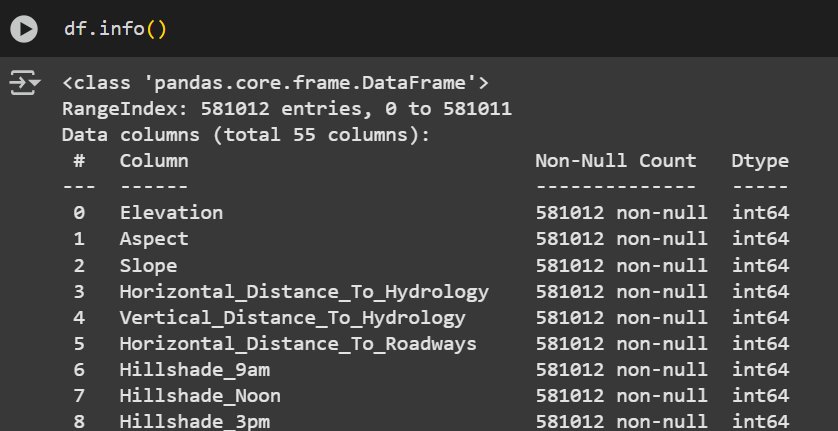 df.info()
<class 'pandas.core.frame.DataFrame'>
RangeIndex: 581012 entries, 0 to 581011
Data columns (total 55 columns):
 #   Column                              Non-Null Count   Dtype
---  ------                              --------------   -----
 0   Elevation                           581012 non-null  int64
 1   Aspect                              581012 non-null  int64
 2   Slope                               581012 non-null  int64
 3   Horizontal_Distance_To_Hydrology    581012 non-null  int64
 4   Vertical_Distance_To_Hydrology      581012 non-null  int64
 5   Horizontal_Distance_To_Roadways     581012 non-null  int64
 6   Hillshade_9am                       581012 non-null  int64
 7   Hillshade_Noon                      581012 non-null  int64
 8   Hillshade_3pm                       581012 non-null  int64